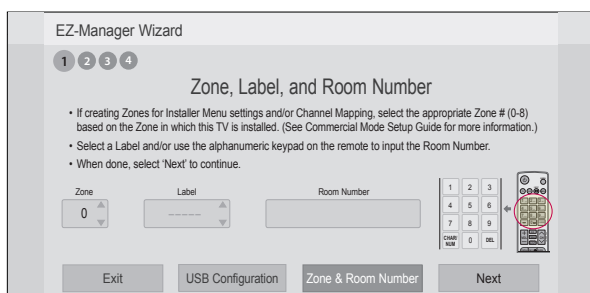 EZ-Manager Wizard
1 2 3 4
Zone, Label, and Room Number
• If creating Zones for Installer Menu settings and/or Channel Mapping, select the appropriate Zone # (0-8)
based on the Zone in which this TV is installed. (See Commercial Mode Setup Guide for more information.)
• Select a Label and/or use the alphanumeric keypad on the remote to input the Room Number.
• When done, select 'Next' to continue.
Zone Label Room Number
0 -----
1 2 3
4 5 6
7 8 9
CHAR/
NUM 0 DEL
Exit USB Configuration Zone & Room Number Next